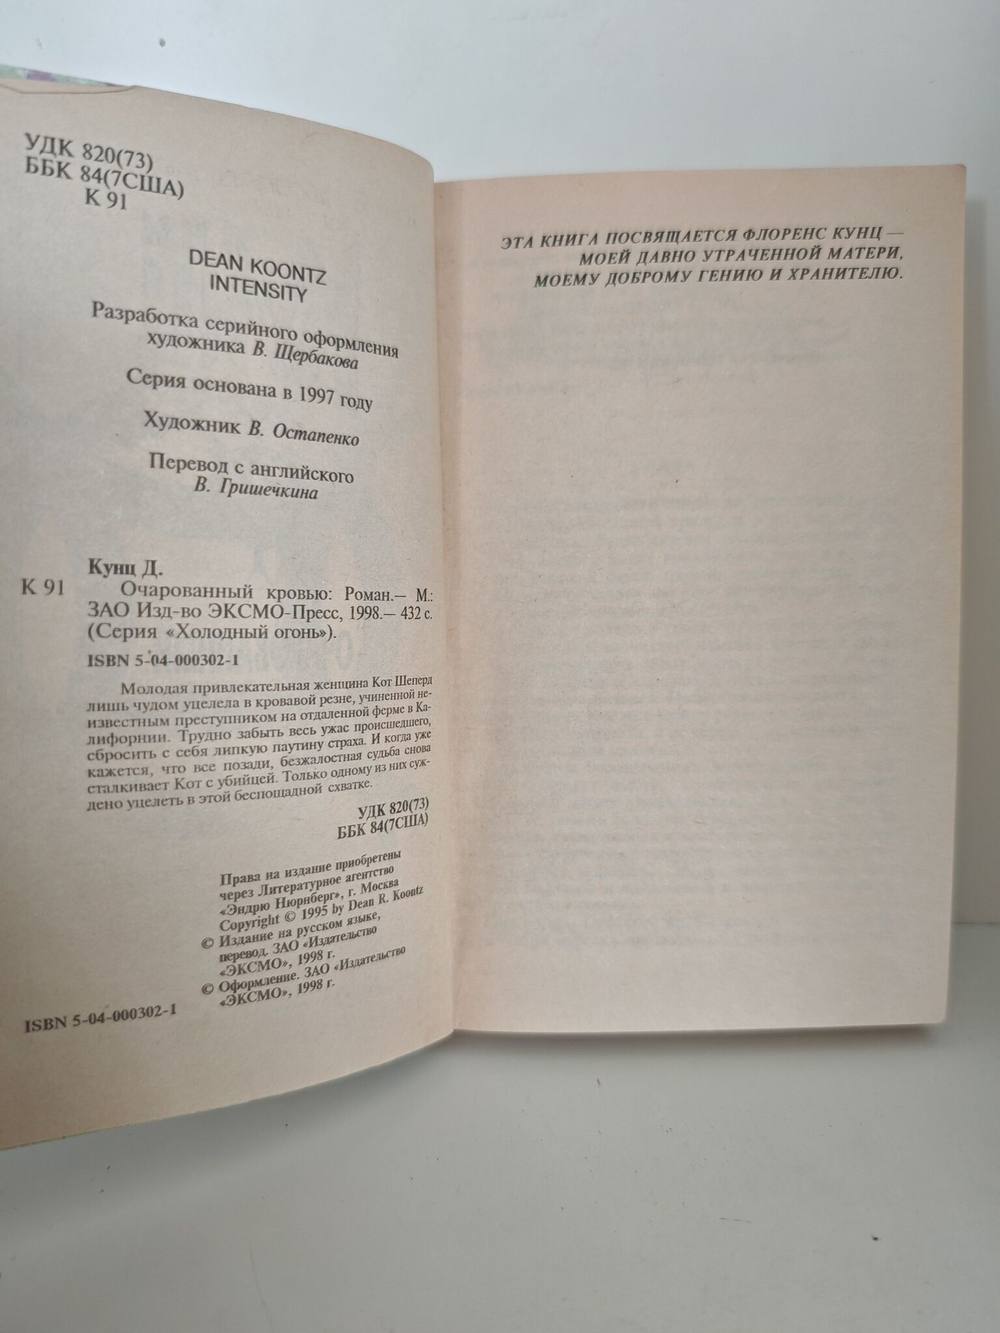 УДК 820(73)
ББК 84(7США)
К 91
DEAN KOONTZ
INTENSITY
Разработка серийного оформления
художника В. Щербакова
Серия основана в 1997 году
Художник В. Остапенко
Перевод с английского
В. Гришечкина
Кунц Д.
К 91 Очарованный кровью: Роман.— М.:
ЗАО Изд-во ЭКСМО-Пресс, 1998.— 432 с.
(Серия «Холодный огонь»).
ISBN 5-04-000302-1
Молодая привлекательная женщина Кот Шеперд
лишь чудом уцелела в кровавой резне, учиненной не-
известным преступником на отдаленной ферме в Ка-
лифорнии. Трудно забыть весь ужас происшедшего,
сбросить с себя липкую паутину страха. И когда уже
кажется, что все позади, безжалостная судьба снова
сталкивает Кот с убийцей. Только одному из них суж-
дено уцелеть в этой беспощадной схватке.
УДК 820(73)
ББК 84(7США)
Права на издание приобретены
через Литературное агентство
«Эндрю Нюрнберг», г. Москва
Copyright © 1995 by Dean R. Koontz
© Издание на русском языке,
перевод. ЗАО «Издательство
«ЭКСМО», 1998 г.
© Оформление. ЗАО «Издательство
«ЭКСМО», 1998 г.
ISBN 5-04-000302-1
ЭТА КНИГА ПОСВЯЩАЕТСЯ ФЛОРЕНС КУНЦ —
МОЕЙ ДАВНО УТРАЧЕННОЙ МАТЕРИ,
МОЕМУ ДОБРОМУ ГЕНИЮ И ХРАНИТЕЛЮ.